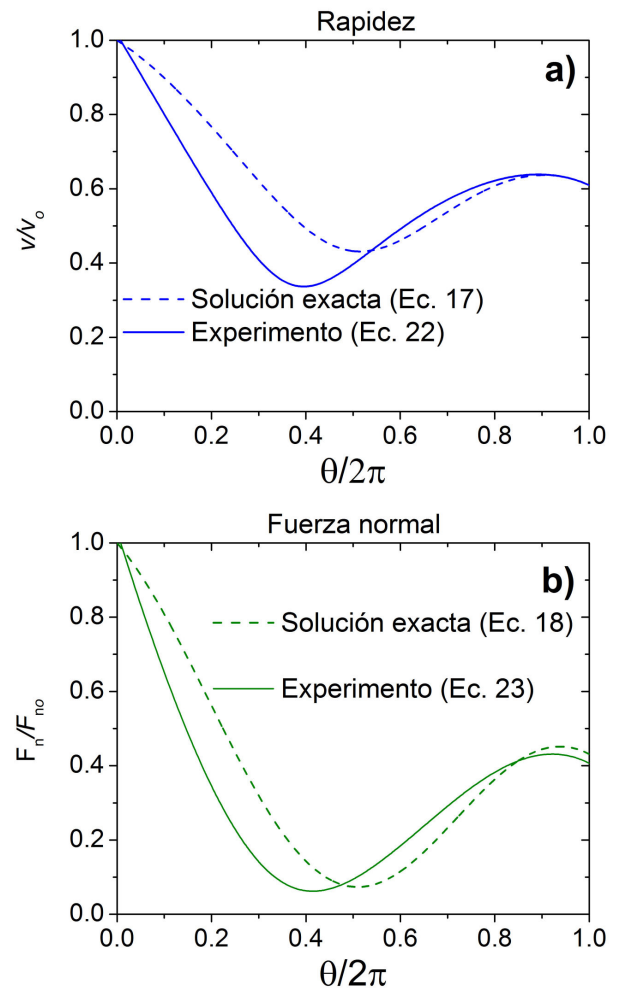 Rapidez
a)
1.0
0.8
0.6
0.4
0.2
0.0
v/vo
Solución exacta (Ec. 17)
Experimento (Ec. 22)
0.0 0.2 0.4 0.6 0.8 1.0
θ/2π
Fuerza normal
b)
1.0
0.8
0.6
0.4
0.2
0.0
Fn/Fno
Solución exacta (Ec. 18)
Experimento (Ec. 23)
0.0 0.2 0.4 0.6 0.8 1.0
θ/2π